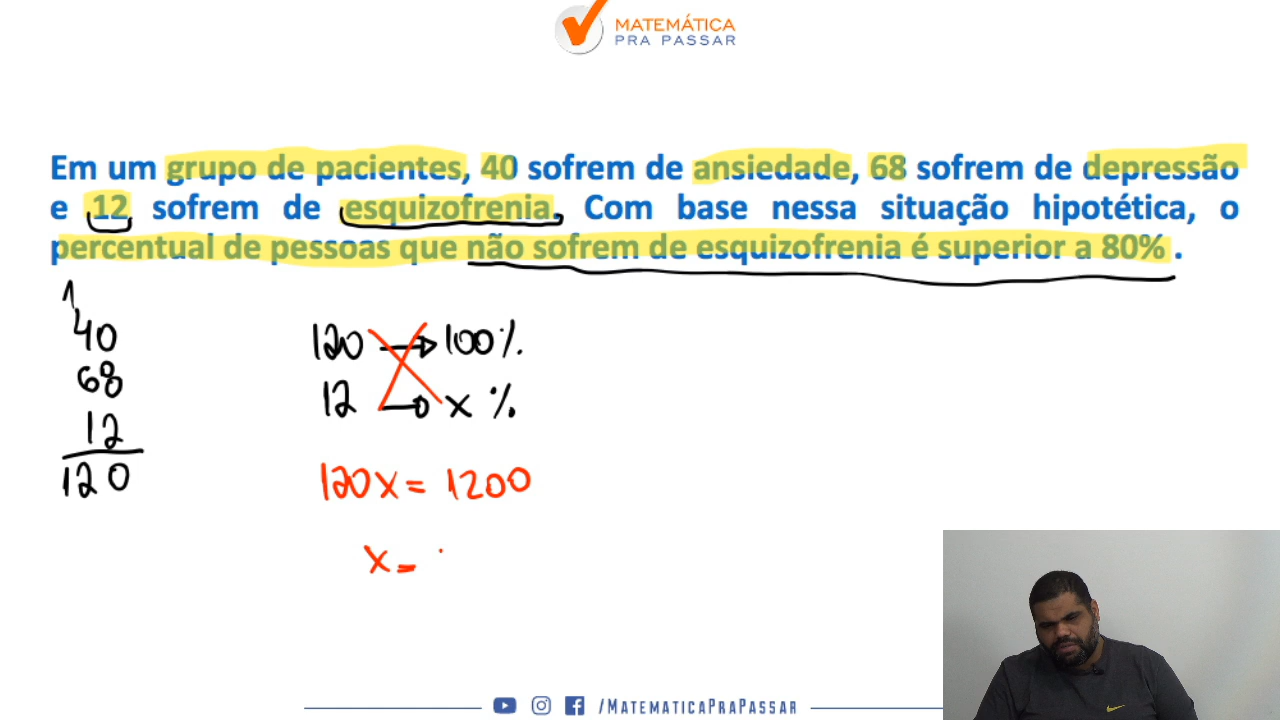 MATEMÁTICA
PRA PASSAR
Em um grupo de pacientes, 40 sofrem de ansiedade, 68 sofrem de depressão
e 12 sofrem de esquizofrenia. Com base nessa situação hipotética, o
percentual de pessoas que não sofrem de esquizofrenia é superior a 80% .
1
40
68
12
120
120 → 100%
12 → x %
120x = 1200
x =
/MATEMATICAPRAPASSAR